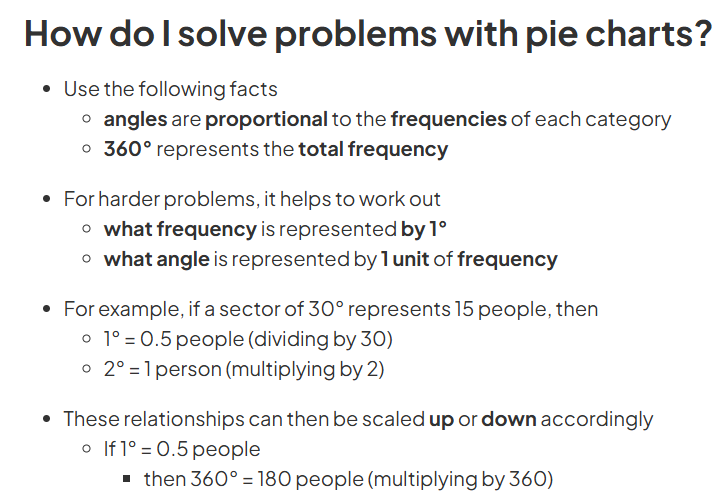 How do I solve problems with pie charts?
Use the following facts
angles are proportional to the frequencies of each category
360° represents the total frequency
For harder problems, it helps to work out
what frequency is represented by 1°
what angle is represented by 1 unit of frequency
For example, if a sector of 30° represents 15 people, then
1° = 0.5 people (dividing by 30)
2° = 1 person (multiplying by 2)
These relationships can then be scaled up or down accordingly
If 1° = 0.5 people
then 360° = 180 people (multiplying by 360)